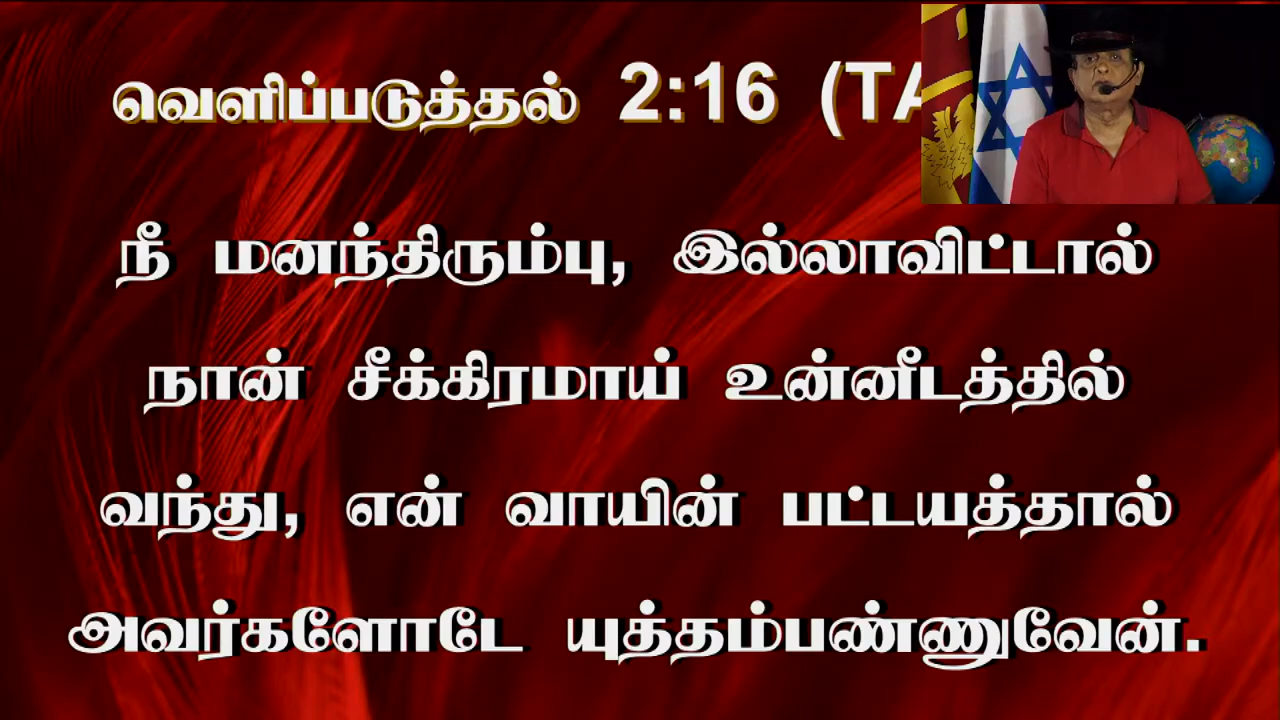 வெளிப்படுத்தல் 2:16 (TA
நீ மனந்திரும்பு, இல்லாவிட்டால்
நான் சீக்கிரமாய் உன்னீடத்தில்
வந்து, என் வாயின் பட்டயத்தால்
அவர்களோடே யுத்தம்பண்ணுவேன்.